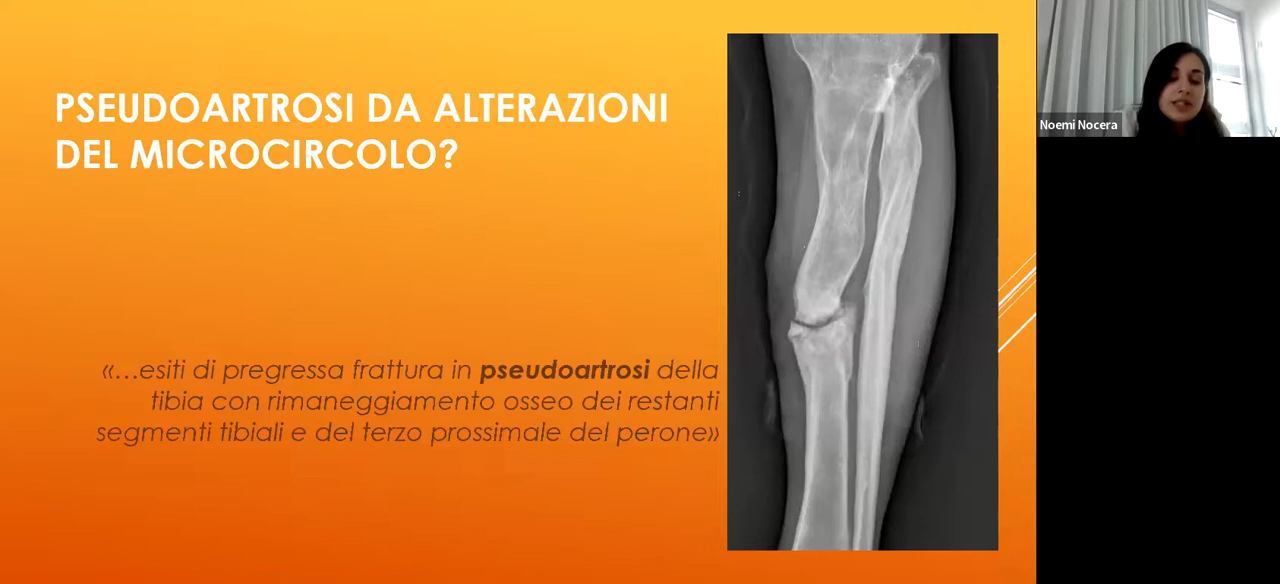 PSEUDOARTROSI DA ALTERAZIONI
DEL MICROCIRCOLO?
«...esiti di pregressa frattura in pseudoartrosi della
tibia con rimaneggiamento osseo dei restanti
segmenti tibiali e del terzo prossimale del perone»
Noemi Nocera